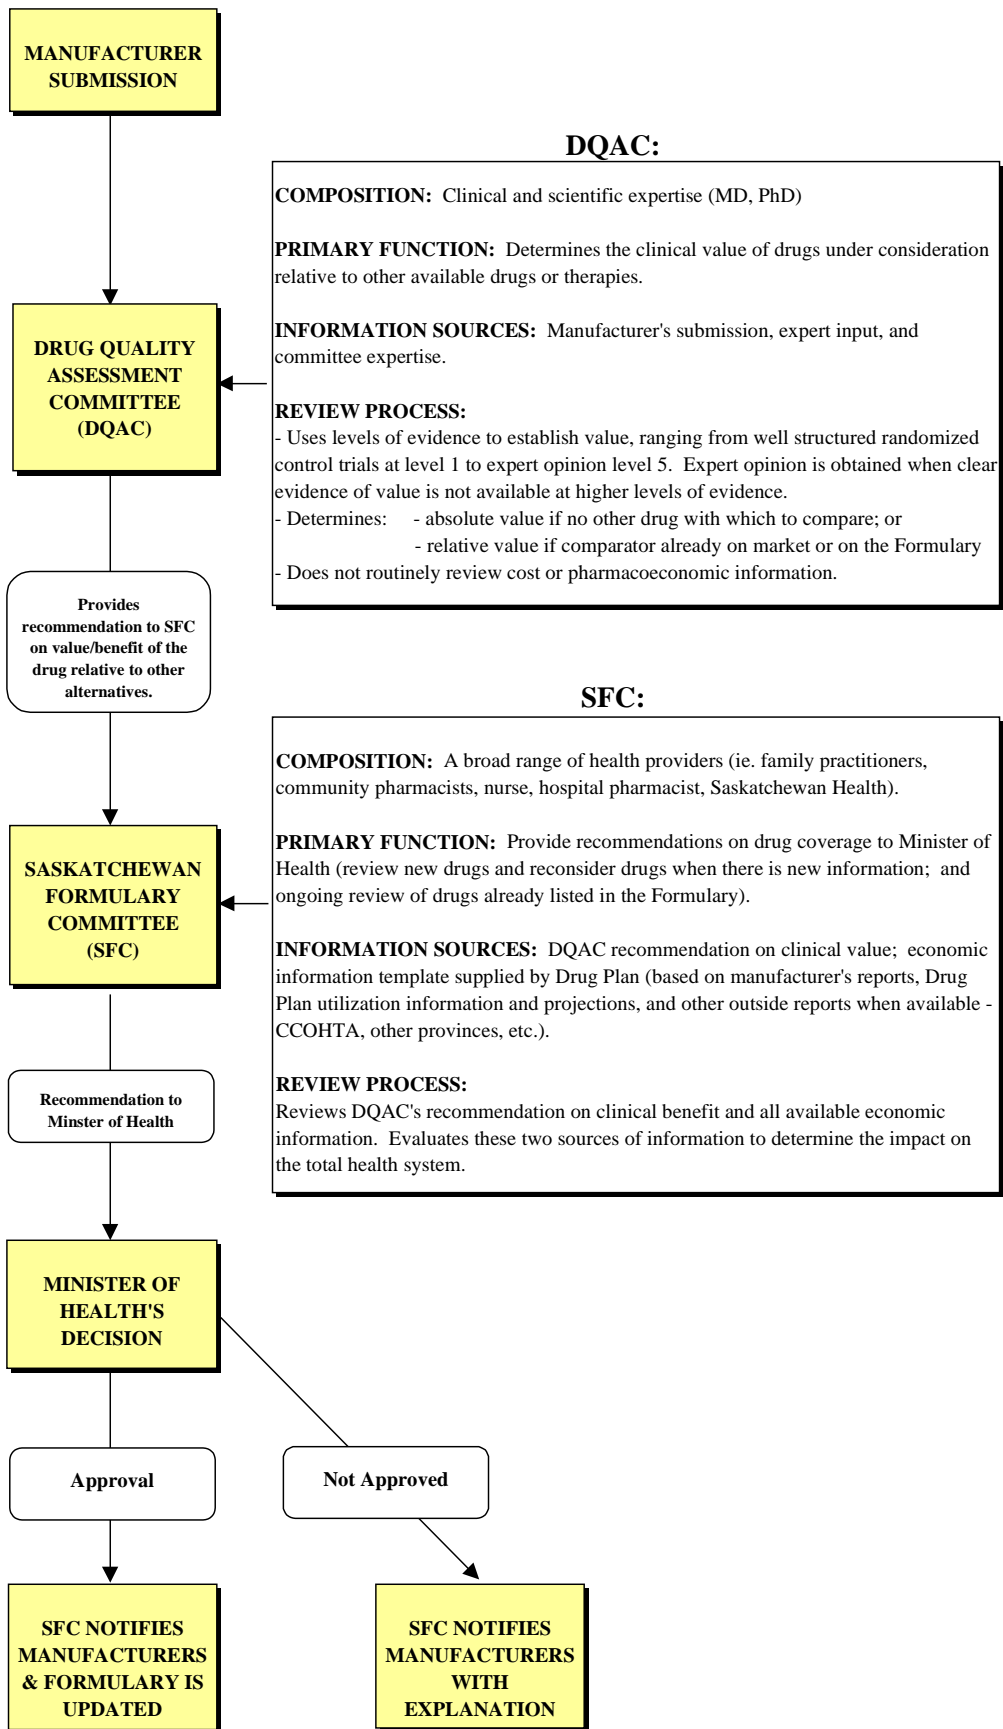 MANUFACTURER
SUBMISSION
DQAC:
COMPOSITION: Clinical and scientific expertise (MD, PhD)
PRIMARY FUNCTION: Determines the clinical value of drugs under consideration
relative to other available drugs or therapies.
INFORMATION SOURCES: Manufacturer's submission, expert input, and
committee expertise.
REVIEW PROCESS:
- Uses levels of evidence to establish value, ranging from well structured randomized
control trials at level 1 to expert opinion level 5. Expert opinion is obtained when clear
evidence of value is not available at higher levels of evidence.
- Determines: - absolute value if no other drug with which to compare; or
- relative value if comparator already on market or on the Formulary
- Does not routinely review cost or pharmacoeconomic information.
DRUG QUALITY
ASSESSMENT
COMMITTEE
(DQAC)
Provides
recommendation to SFC
on value/benefit of the
drug relative to other
alternatives.
SFC:
COMPOSITION: A broad range of health providers (ie. family practitioners,
community pharmacists, nurse, hospital pharmacist, Saskatchewan Health).
PRIMARY FUNCTION: Provide recommendations on drug coverage to Minister of
Health (review new drugs and reconsider drugs when there is new information; and
ongoing review of drugs already listed in the Formulary).
INFORMATION SOURCES: DQAC recommendation on clinical value; economic
information template supplied by Drug Plan (based on manufacturer's reports, Drug
Plan utilization information and projections, and other outside reports when available -
CCOHTA, other provinces, etc.).
REVIEW PROCESS:
Reviews DQAC's recommendation on clinical benefit and all available economic
information. Evaluates these two sources of information to determine the impact on
the total health system.
SASKATCHEWAN
FORMULARY
COMMITTEE
(SFC)
Recommendation to
Minster of Health
MINISTER OF
HEALTH'S
DECISION
Approval
Not Approved
SFC NOTIFIES
MANUFACTURERS
& FORMULARY IS
UPDATED
SFC NOTIFIES
MANUFACTURERS
WITH
EXPLANATION